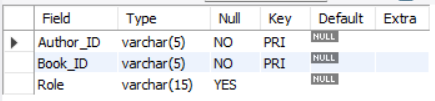 Field Type Null Key Default Extra
Author_ID varchar(5) NO PRI NULL
Book_ID varchar(5) NO PRI NULL
Role varchar(15) YES NULL